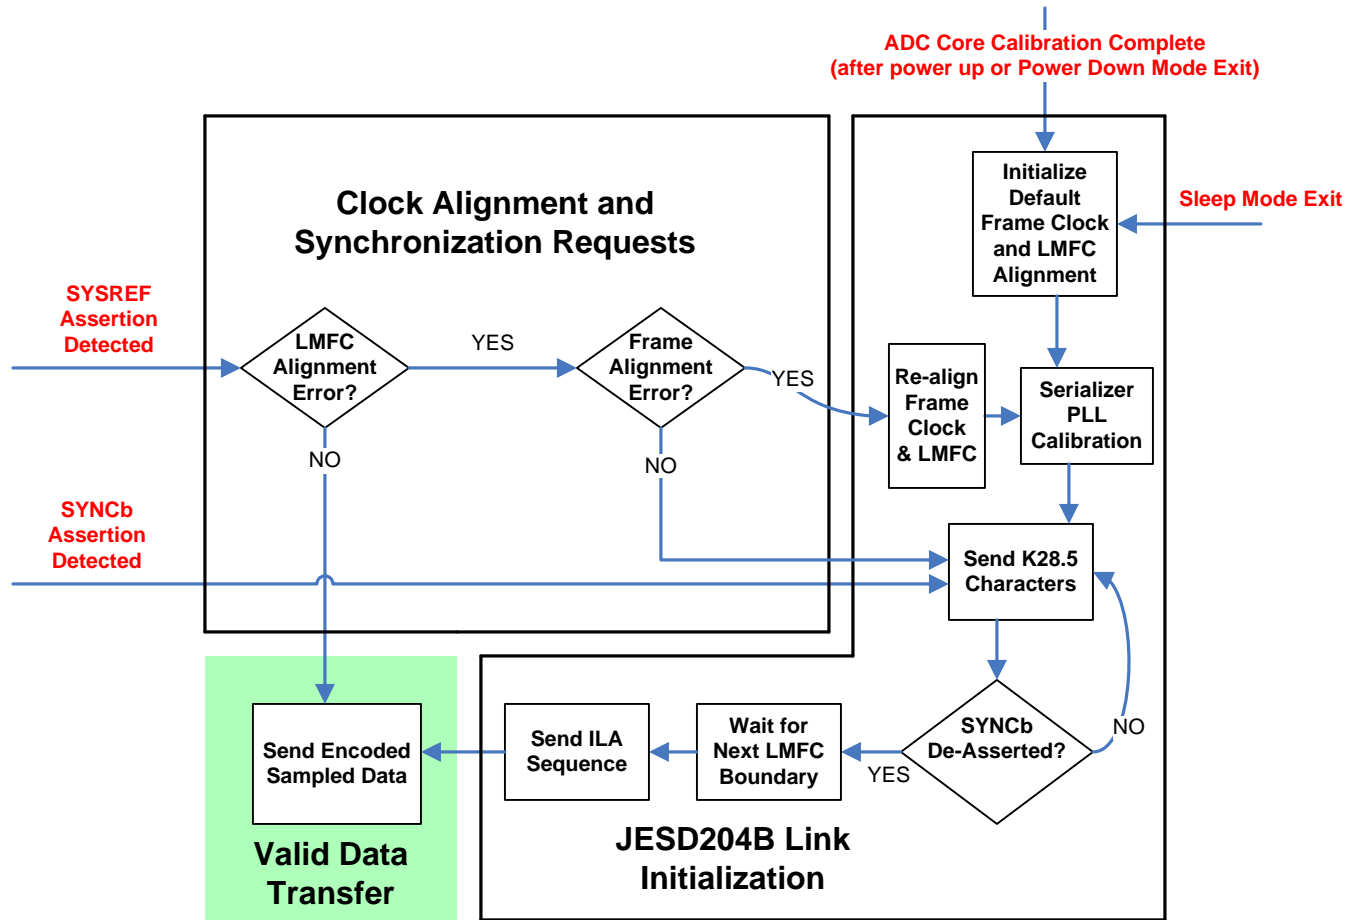 ADC Core Calibration Complete
(after power up or Power Down Mode Exit)
Clock Alignment and
Synchronization Requests
Initialize
Default
Frame Clock
and LMFC
Alignment
Sleep Mode Exit
SYSREF
Assertion
Detected
LMFC
Alignment
Error?
YES
Frame
Alignment
Error?
YES
Re-align
Frame
Clock
& LMFC
Serializer
PLL
Calibration
NO
NO
SYNCb
Assertion
Detected
Send K28.5
Characters
SYNCb
De-Asserted?
NO
YES
Wait for
Next LMFC
Boundary
Send ILA
Sequence
Send Encoded
Sampled Data
Valid Data
Transfer
JESD204B Link
Initialization